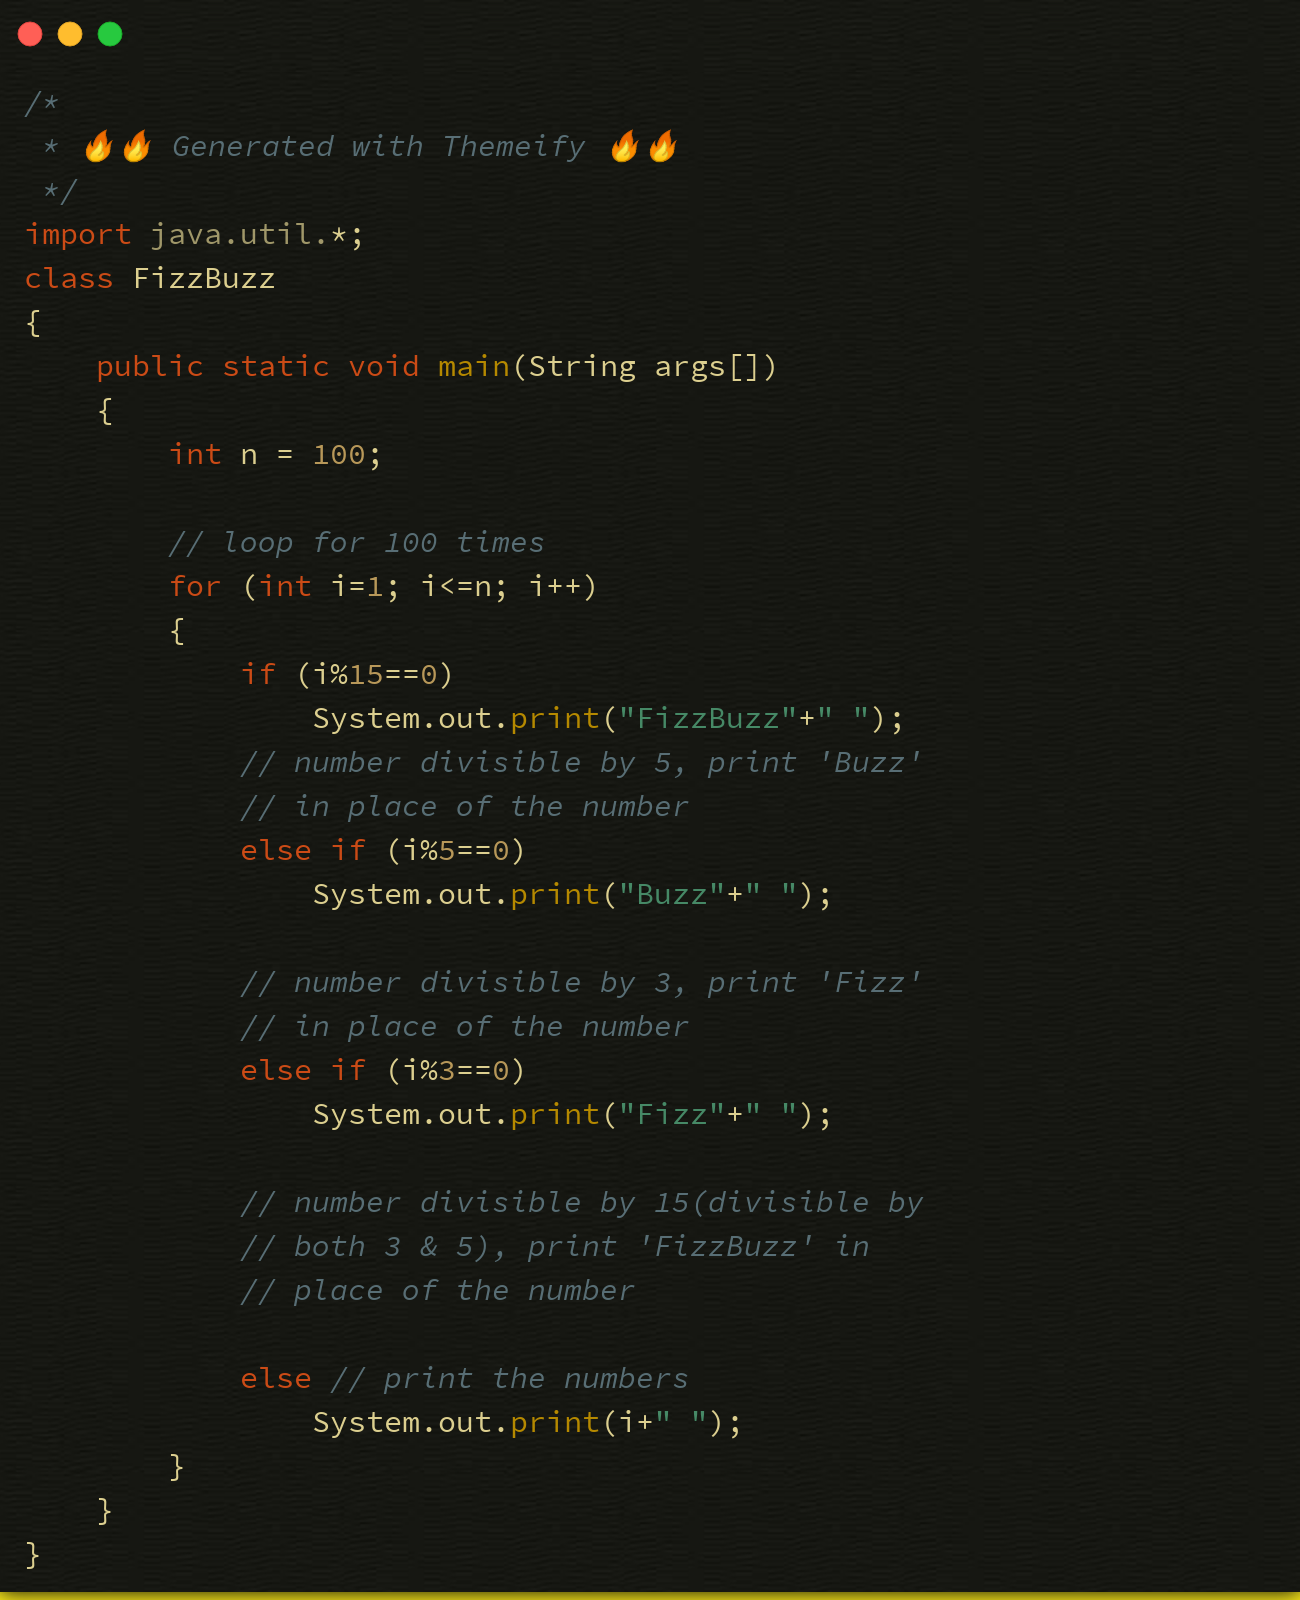 /*
 * 🔥🔥 Generated with Themeify 🔥🔥
 */
import java.util.*;
class FizzBuzz
{
    public static void main(String args[])
    {
        int n = 100;

        // loop for 100 times
        for (int i=1; i<=n; i++)
        {
            if (i%15==0)
                System.out.print("FizzBuzz"+" ");
            // number divisible by 5, print 'Buzz'
            // in place of the number
            else if (i%5==0)
                System.out.print("Buzz"+" ");

            // number divisible by 3, print 'Fizz'
            // in place of the number
            else if (i%3==0)
                System.out.print("Fizz"+" ");

            // number divisible by 15(divisible by
            // both 3 & 5), print 'FizzBuzz' in
            // place of the number

            else // print the numbers
                System.out.print(i+" ");
        }
    }
}